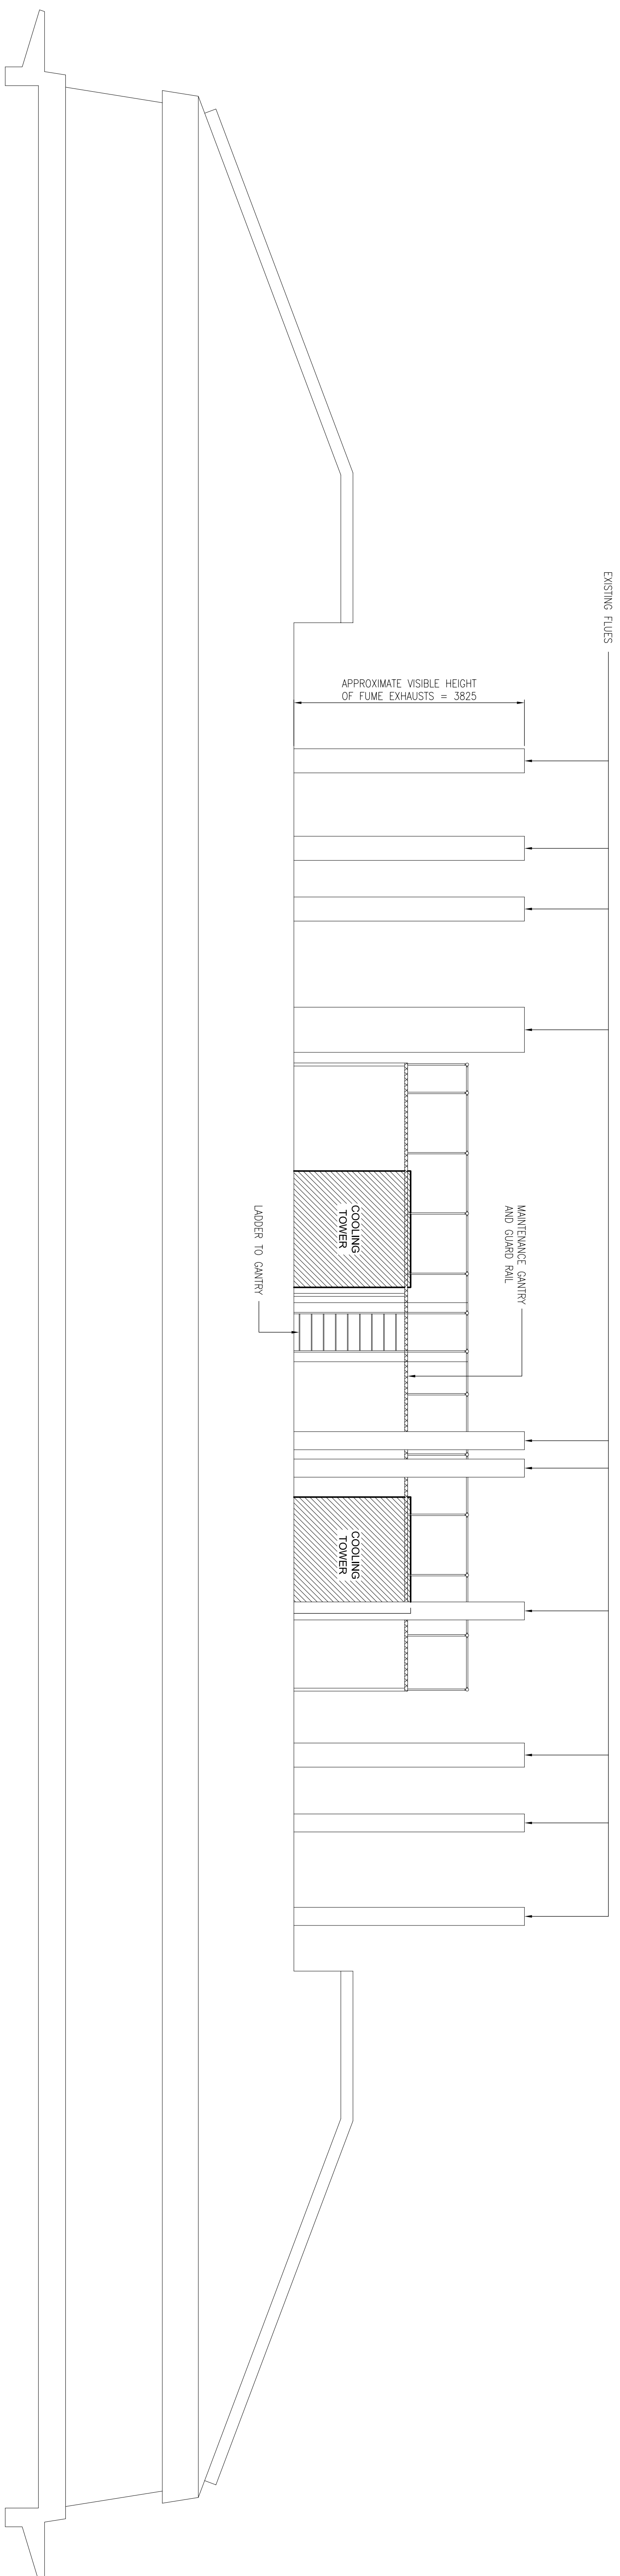 EXISTING FLUES
APPROXIMATE VISIBLE HEIGHT
OF FUME EXHAUSTS = 3825
MAINTENANCE GANTRY
AND GUARD RAIL
COOLING
TOWER
LADDER TO GANTRY
COOLING
TOWER